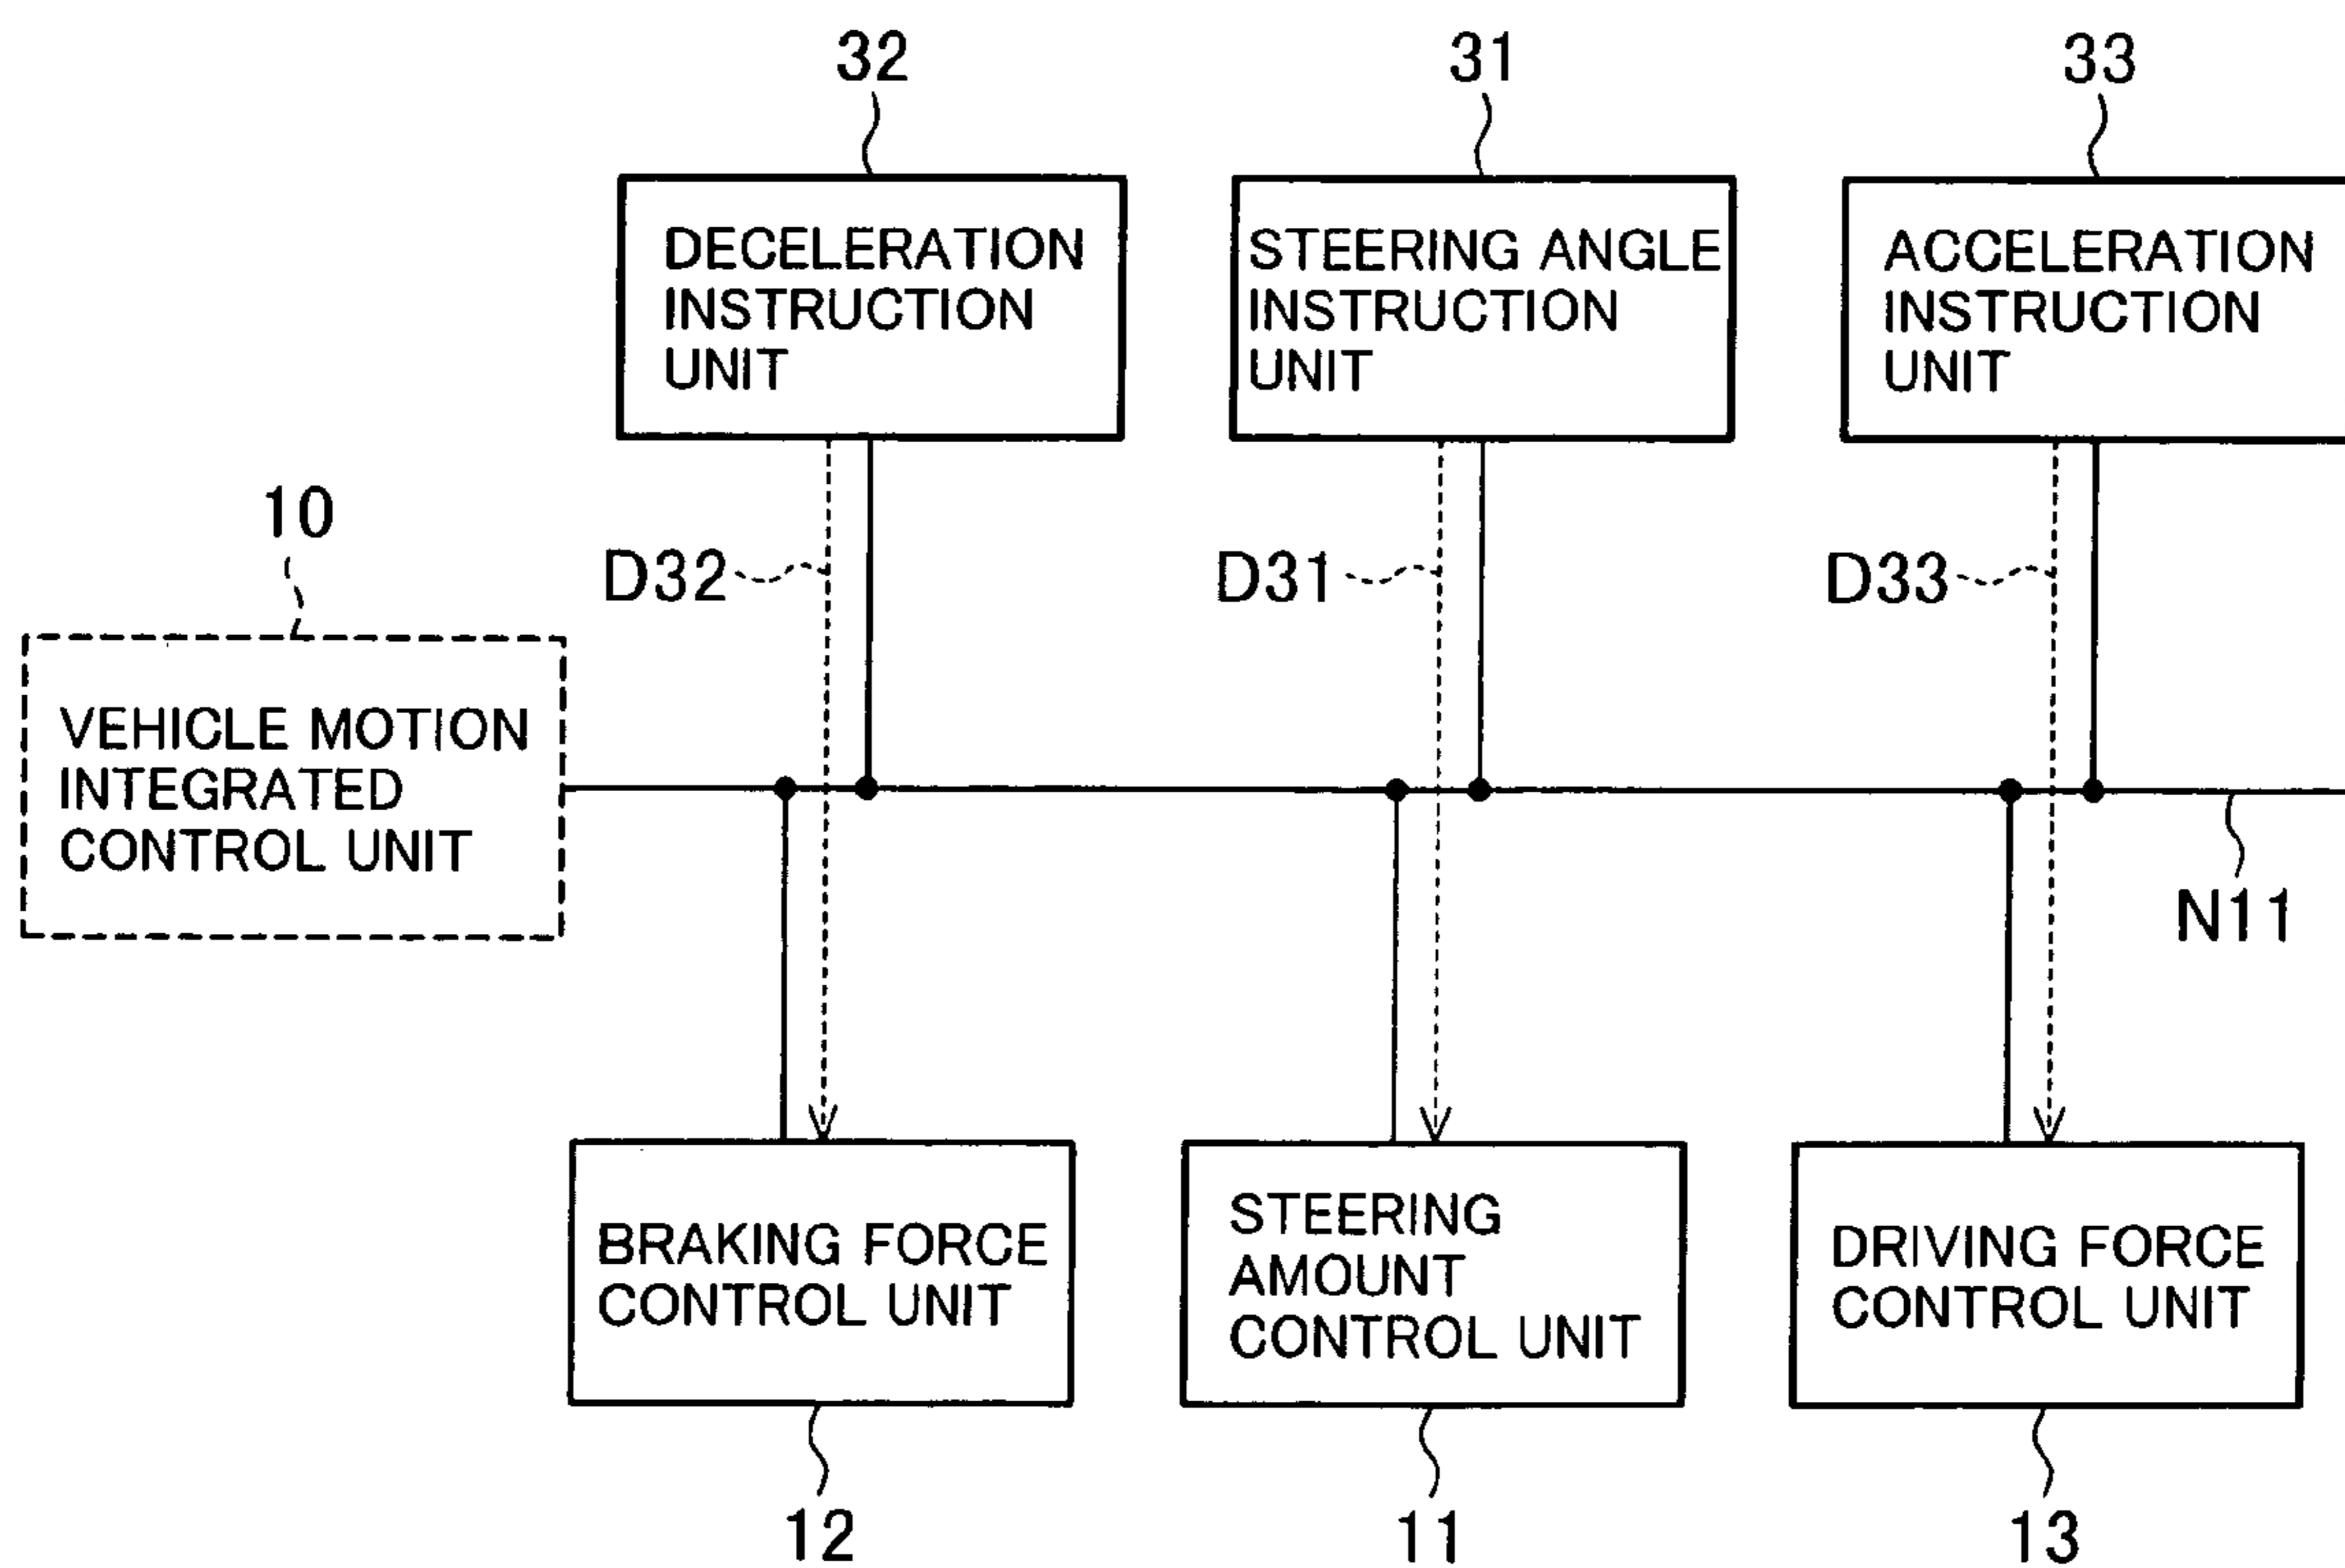 32
31
33
DECELERATION
INSTRUCTION
UNIT
STEERING ANGLE
INSTRUCTION
UNIT
ACCELERATION
INSTRUCTION
UNIT
10
D32
D31
D33
VEHICLE MOTION
INTEGRATED
CONTROL UNIT
N11
BRAKING FORCE
CONTROL UNIT
STEERING
AMOUNT
CONTROL UNIT
DRIVING FORCE
CONTROL UNIT
12
11
13